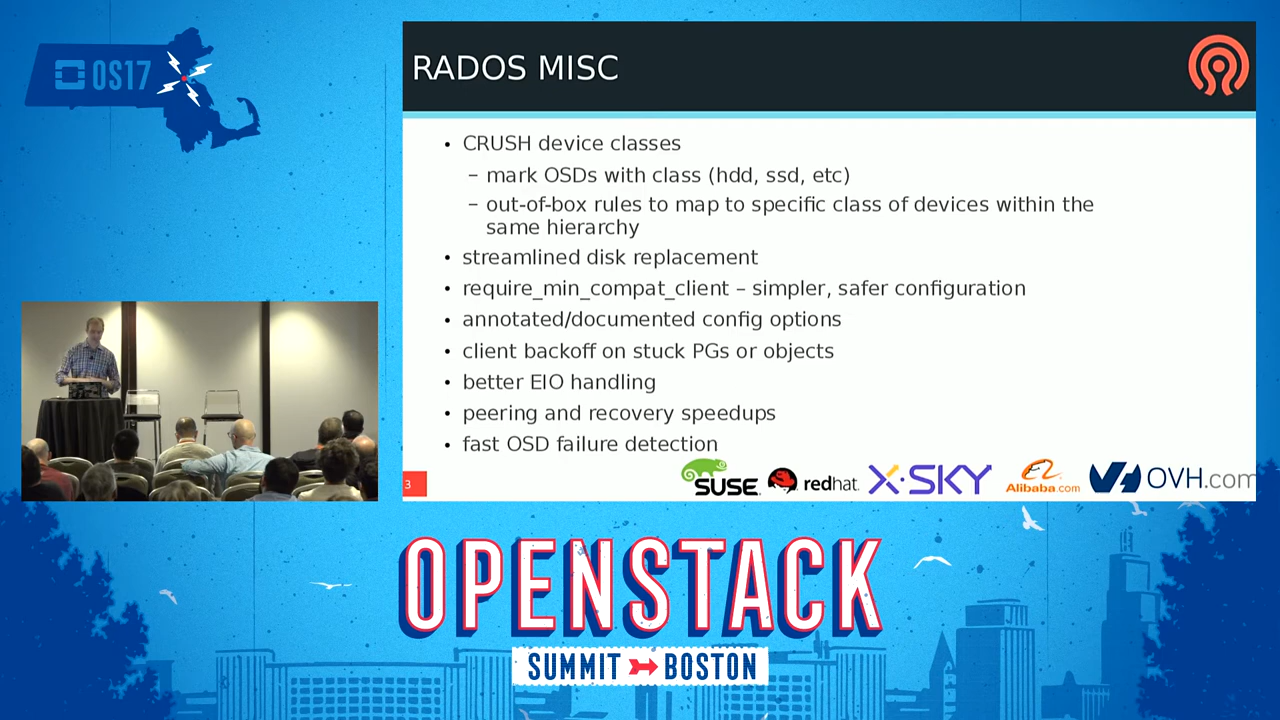 OS17
RADOS MISC
• CRUSH device classes
– mark OSDs with class (hdd, ssd, etc)
– out-of-box rules to map to specific class of devices within the
same hierarchy
• streamlined disk replacement
• require_min_compat_client – simpler, safer configuration
• annotated/documented config options
• client backoff on stuck PGs or objects
• better EIO handling
• peering and recovery speedups
• fast OSD failure detection
3
SUSE redhat. X·SKY Alibaba.com OVH.com
OPENSTACK
SUMMIT BOSTON